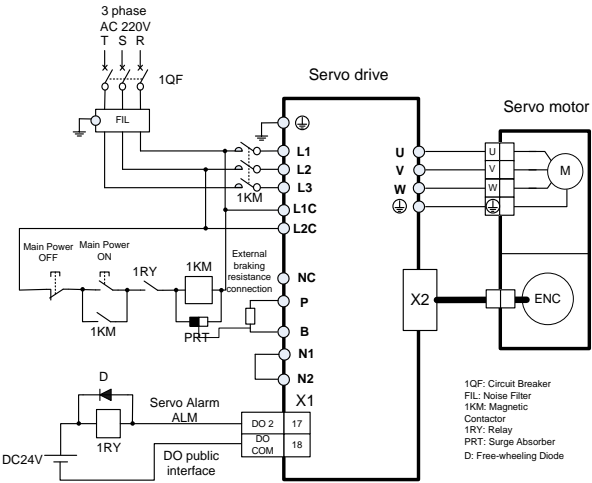 3 phase
AC 220V
T S R
1QF
FIL
Servo drive
Servo motor
L1
L2
L3
1KM
L1C
L2C
U
V
W
U
V
W
M
Main Power
OFF
Main Power
ON
1RY
1KM
1KM
PRT
External
braking
resistance
connection
NC
P
B
N1
N2
X2
ENC
X1
D
1RY
DC24V
Servo Alarm
ALM
DO public
interface
DO 2
17
DO
COM
18
1QF: Circuit Breaker
FIL: Noise Filter
1KM: Magnetic
Contactor
1RY: Relay
PRT: Surge Absorber
D: Free-wheeling Diode